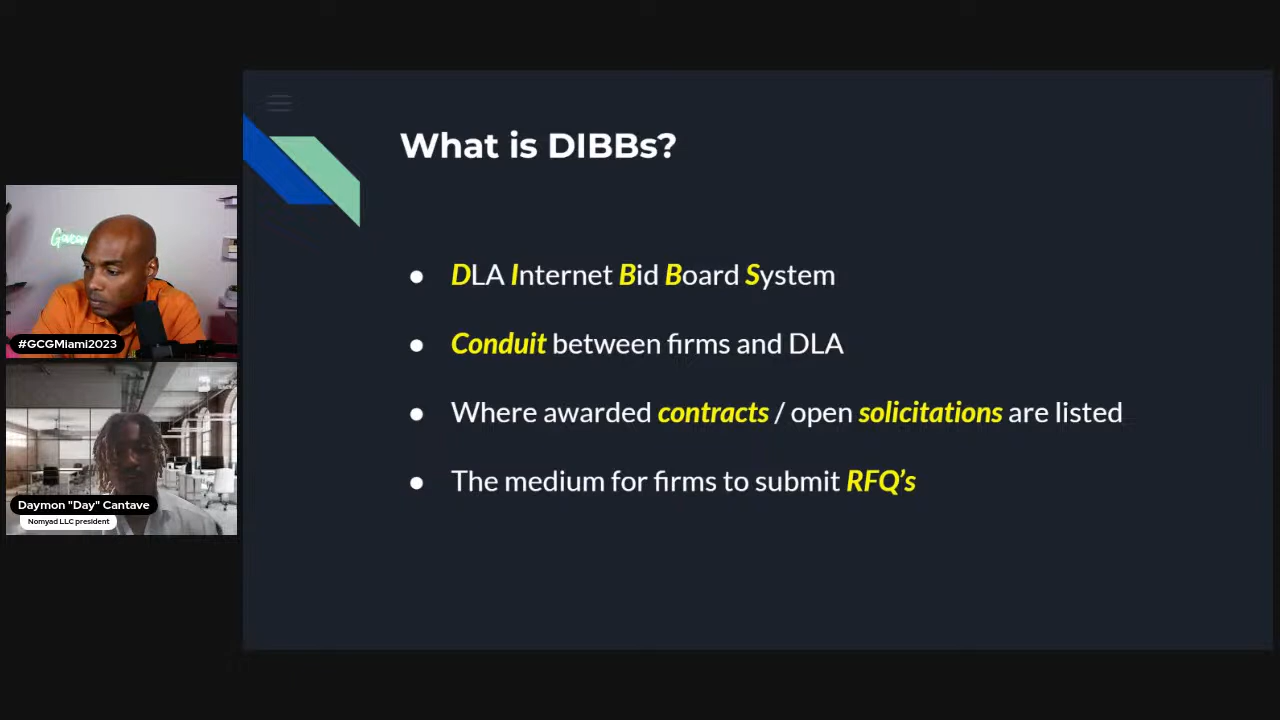 What is DIBBs?
DLA Internet Bid Board System
Conduit between firms and DLA
Where awarded contracts / open solicitations are listed
The medium for firms to submit RFQ's
#GCGMiami2023
Daymon "Day" Cantave
Nomyad LLC president